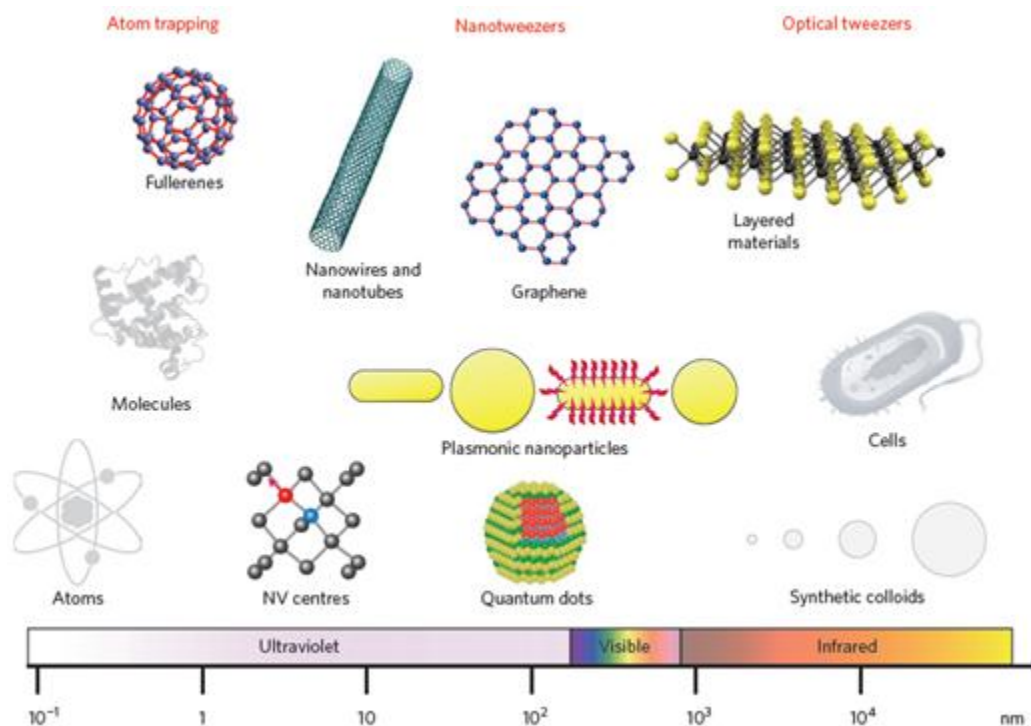 Atom trapping
Nanotweezers
Optical tweezers
Fullerenes
Nanowires and
nanotubes
Graphene
Layered
materials
Molecules
Plasmonic nanoparticles
Cells
Atoms
NV centres
Quantum dots
Synthetic colloids
Ultraviolet
Visible
Infrared
10⁻¹
1
10
10²
10³
10⁴
nm